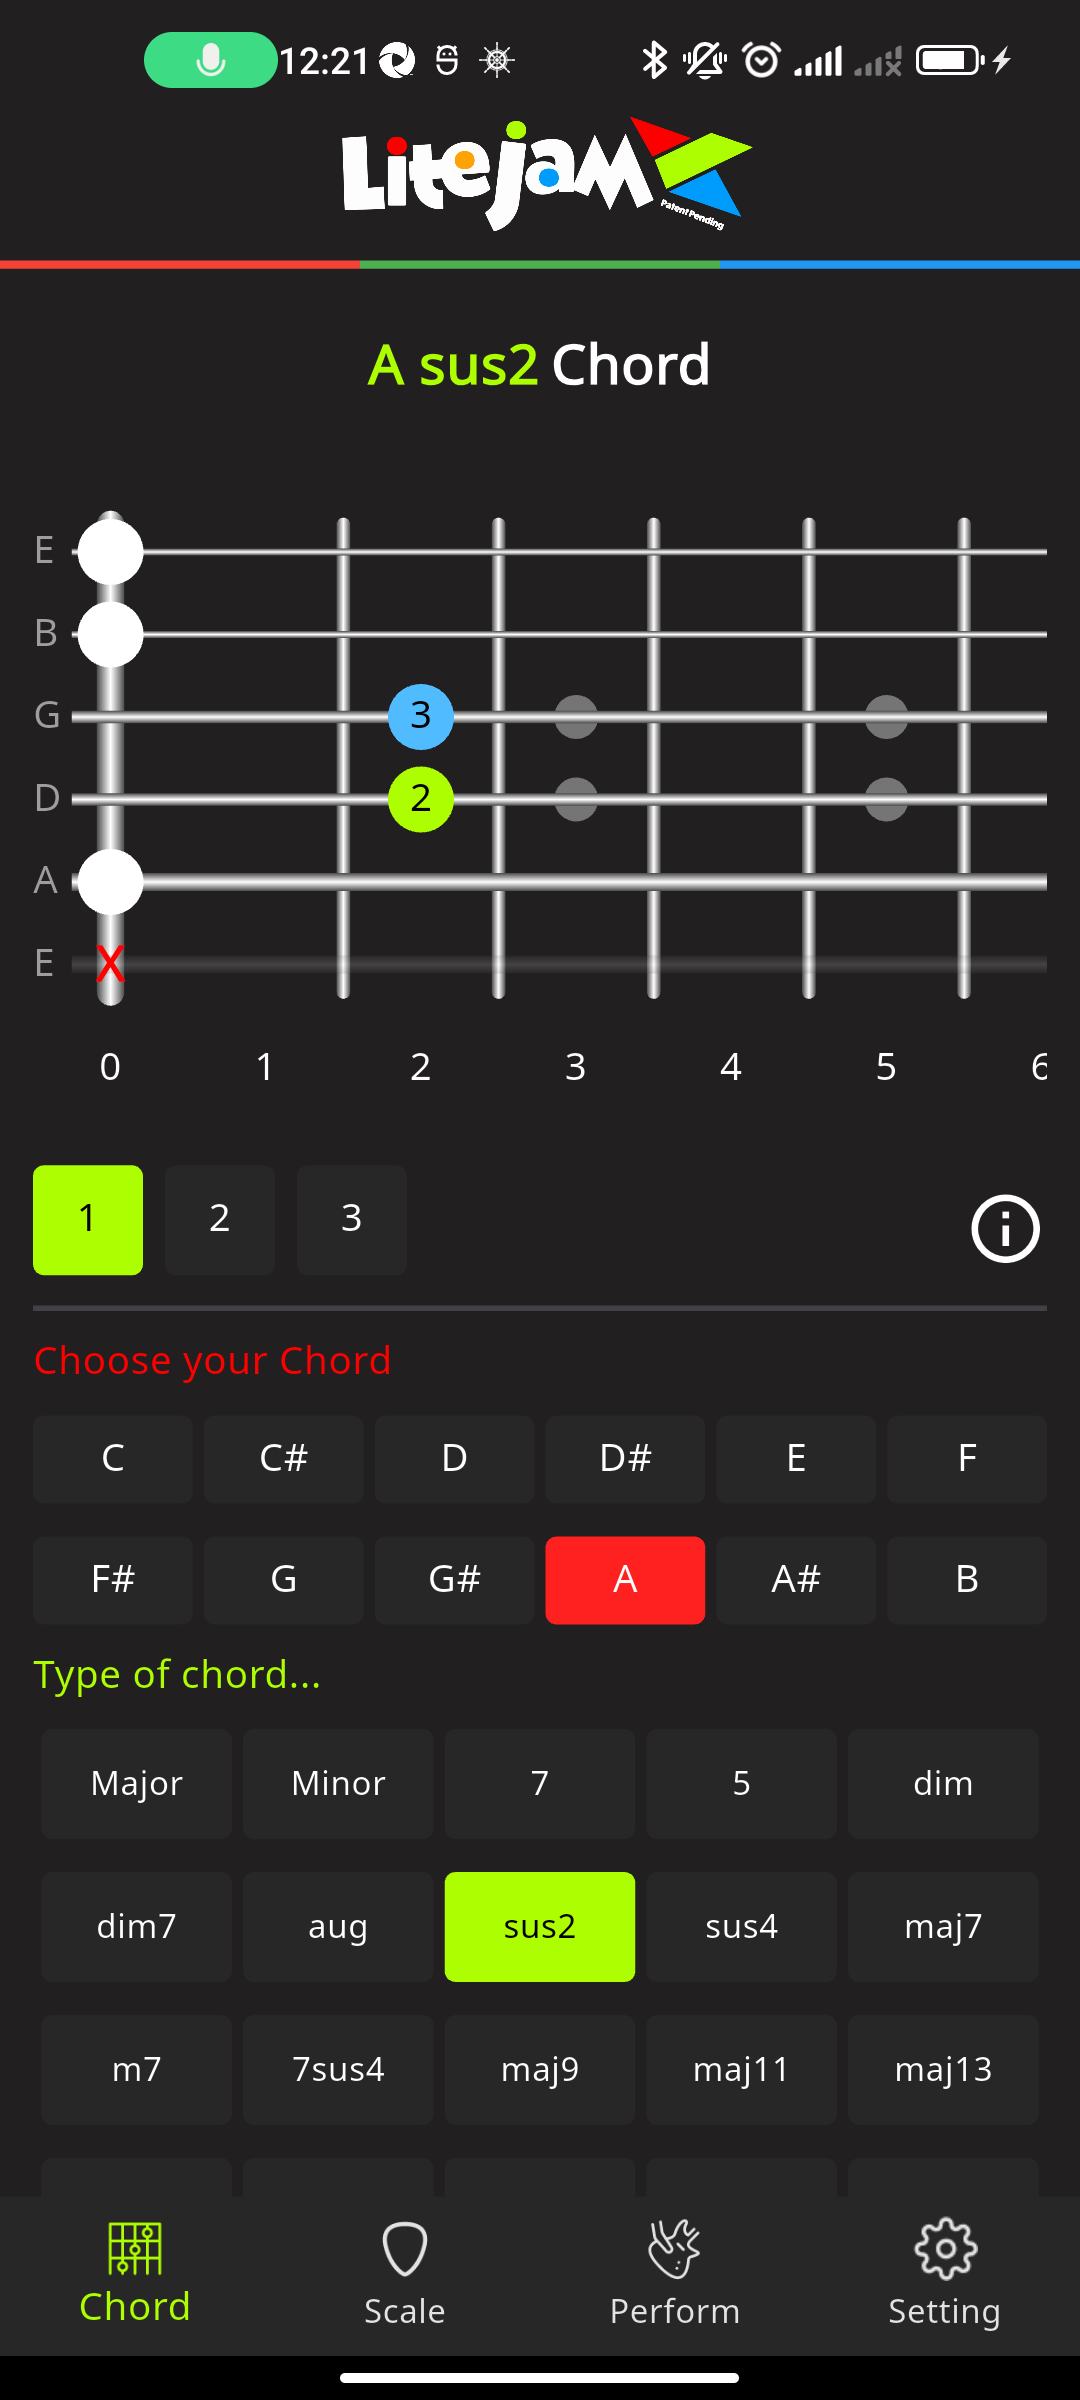 12:21
Litejam
Patent Pending
A sus2 Chord
E
B
G 3
D 2
A
E X
0 1 2 3 4 5 6
1 2 3
Choose your Chord
C C# D D# E F
F# G G# A A# B
Type of chord...
Major Minor 7 5 dim
dim7 aug sus2 sus4 maj7
m7 7sus4 maj9 maj11 maj13
Chord Scale Perform Setting